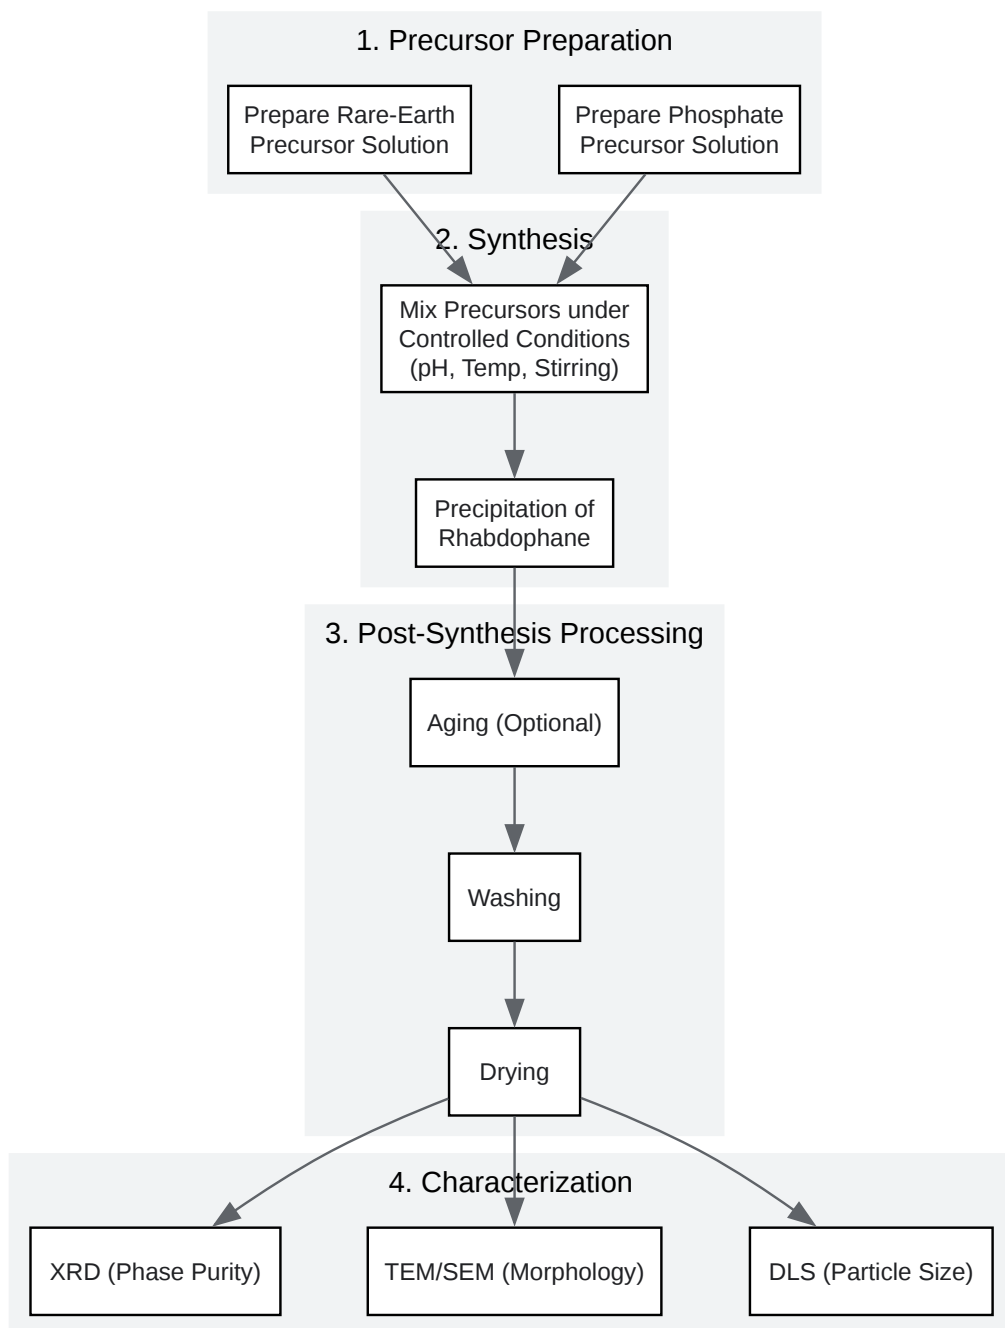 1. Precursor Preparation
Prepare Rare-Earth
Precursor Solution
Prepare Phosphate
Precursor Solution
2. Synthesis
Mix Precursors under
Controlled Conditions
(pH, Temp, Stirring)
Precipitation of
Rhabdophane
3. Post-Synthesis Processing
Aging (Optional)
Washing
Drying
4. Characterization
XRD (Phase Purity)
TEM/SEM (Morphology)
DLS (Particle Size)